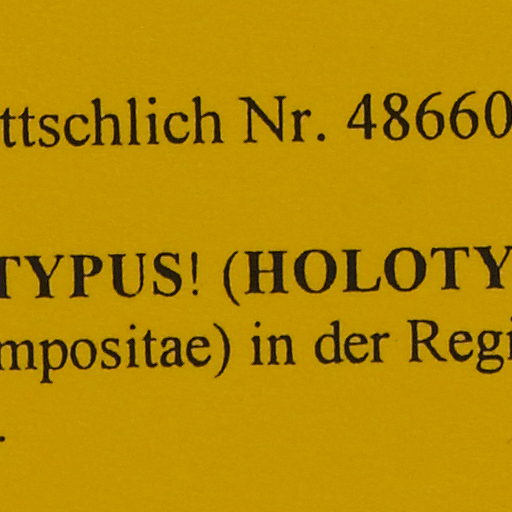 ttschlich Nr. 48660
TYPUS! (HOLOTY
mpositae) in der Regi
.